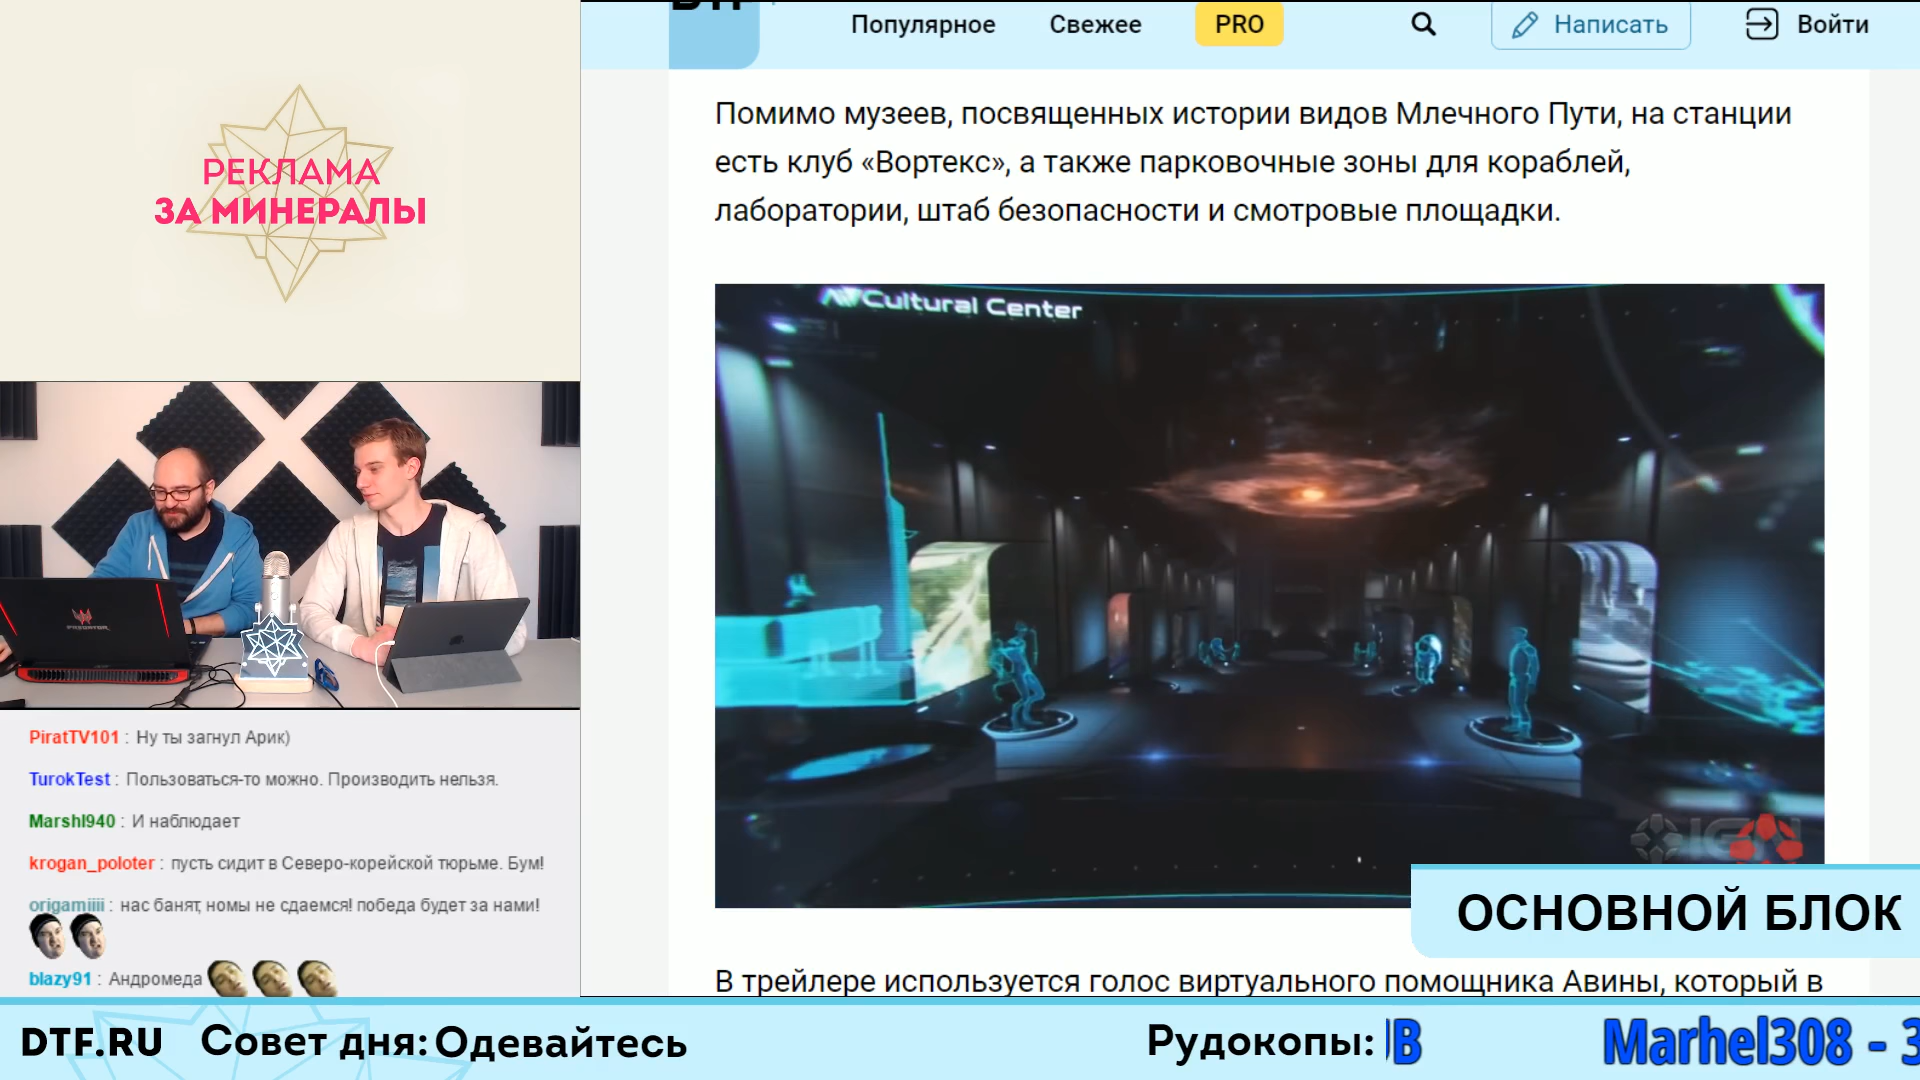 РЕКЛАМА
ЗА МИНЕРАЛЫ
PREDATOR
PiratTV101 : Ну ты загнул Арик)
TurokTest : Пользоваться-то можно. Производить нельзя.
Marshl940 : И наблюдает
krogan_poloter : пусть сидит в Северо-корейской тюрьме. Бум!
origamiiii : нас банят, номы не сдаемся! победа будет за нами!
blazy91 : Андромеда
DTF
Популярное
Свежее
PRO
Написать
Войти
Помимо музеев, посвященных истории видов Млечного Пути, на станции
есть клуб «Вортекс», а также парковочные зоны для кораблей,
лаборатории, штаб безопасности и смотровые площадки.
Cultural Center
IGN
ОСНОВНОЙ БЛОК
В трейлере используется голос виртуального помощника Авины, который в
DTF.RU Совет дня: Одевайтесь
Рудокопы: Marhel308 - 3